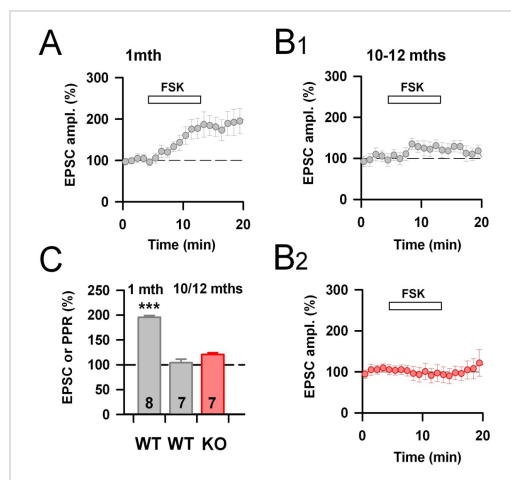 A
1mth
FSK
EPSC ampl. (%)
300
200
100
0
0
10
20
Time (min)
B1
10-12 mths
FSK
EPSC ampl. (%)
300
200
100
0
0
10
20
Time (min)
C
1 mth 10/12 mths
***
EPSC or PPR (%)
250
200
150
100
50
0
8 7 7
WT WT KO
B2
FSK
EPSC ampl. (%)
300
200
100
0
0
10
20
Time (min)